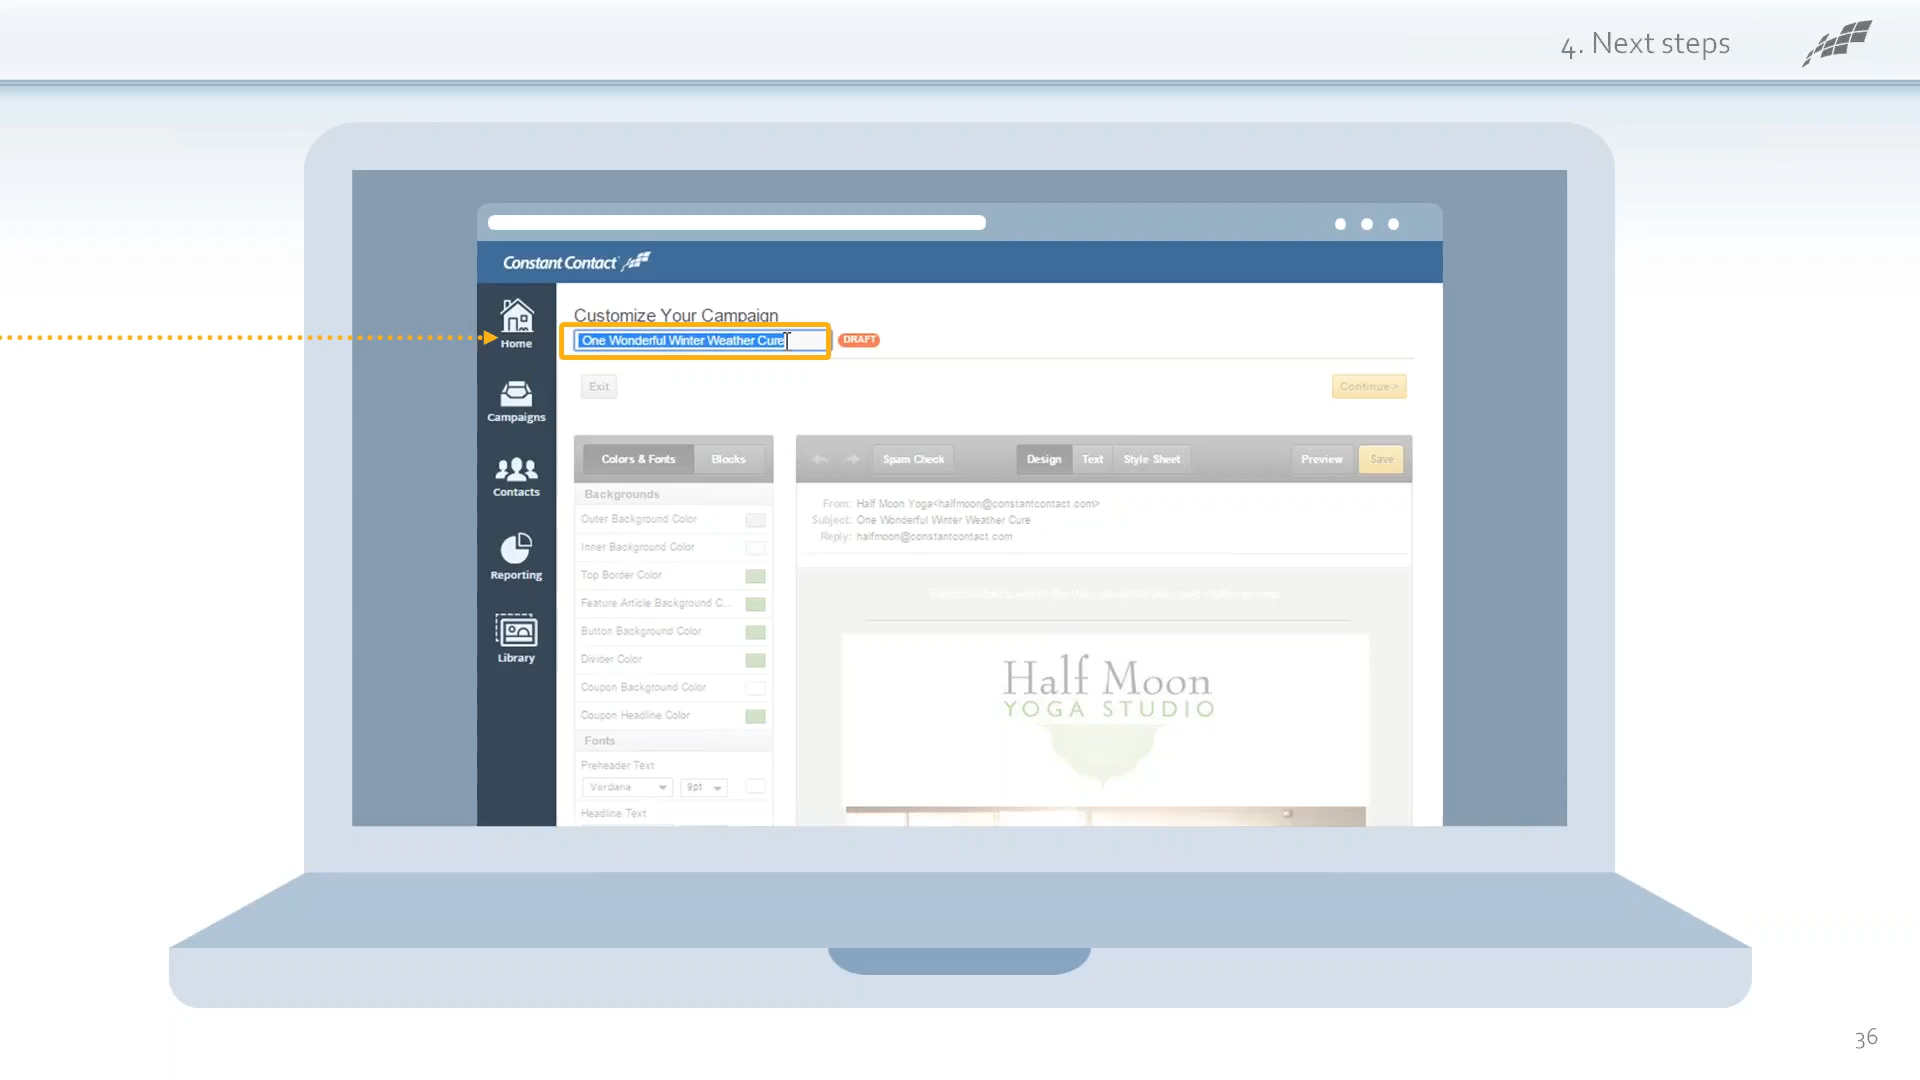 4. Next steps
Constant Contact
Home
Campaigns
Contacts
Reporting
Library
Customize Your Campaign
One Wonderful Winter Weather Cure
DRAFT
Exit
Continue >
Colors & Fonts
Blocks
Backgrounds
Outer Background Color
Inner Background Color
Top Border Color
Feature Article Background C...
Button Background Color
Divider Color
Coupon Background Color
Coupon Headline Color
Fonts
Preheader Text
Verdana
9pt
Headline Text
Spam Check
Design
Text
Style Sheet
Preview
Save
From: Half Moon Yoga<halfmoon@constantcontact.com>
Subject: One Wonderful Winter Weather Cure
Reply: halfmoon@constantcontact.com
Half Moon
YOGA STUDIO
36